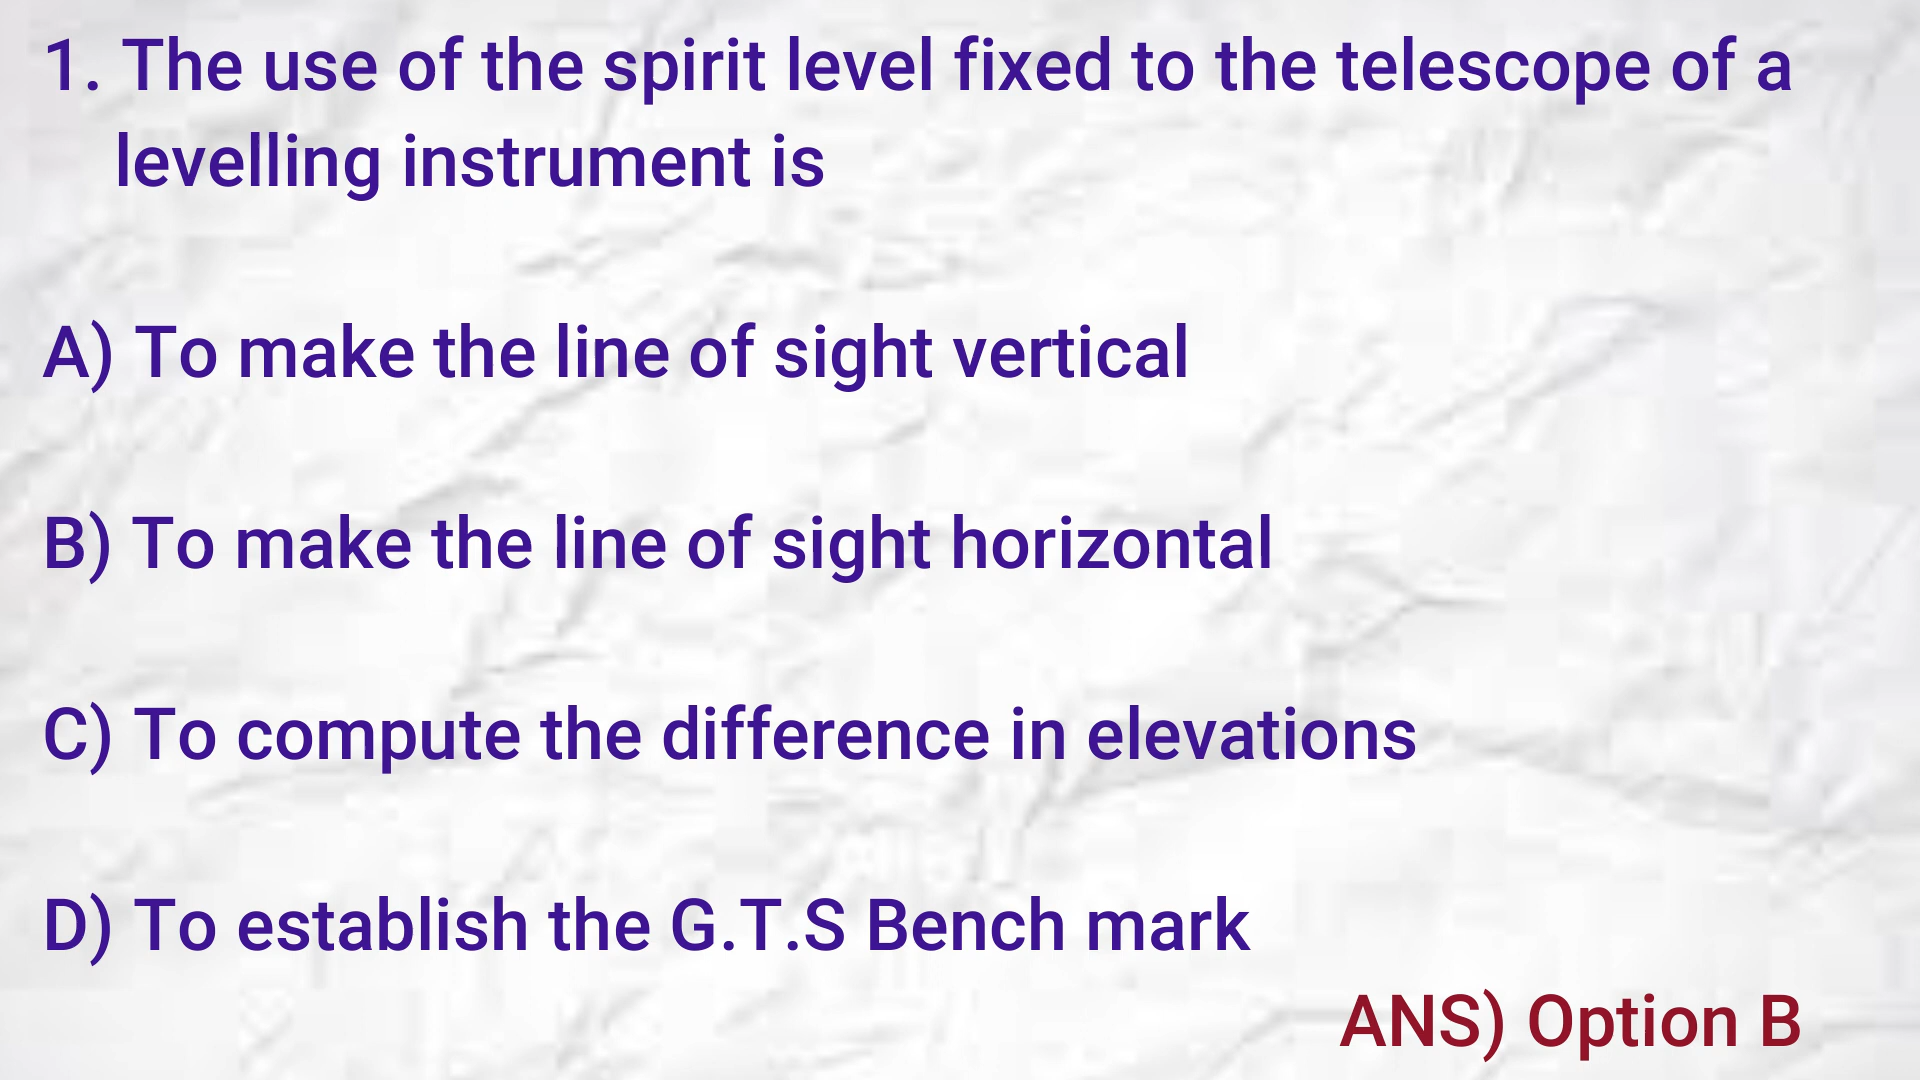 1. The use of the spirit level fixed to the telescope of a
levelling instrument is
A) To make the line of sight vertical
B) To make the line of sight horizontal
C) To compute the difference in elevations
D) To establish the G.T.S Bench mark
ANS) Option B